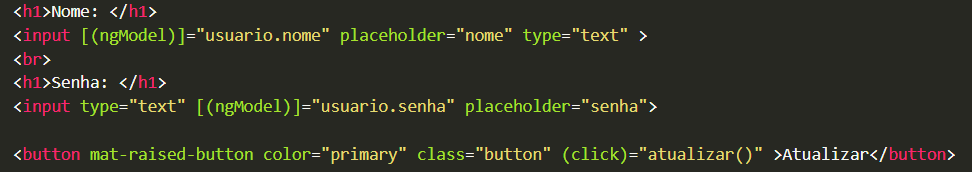 <h1>Nome: </h1>
<input [(ngModel)]="usuario.nome" placeholder="nome" type="text" >
<br>
<h1>Senha: </h1>
<input type="text" [(ngModel)]="usuario.senha" placeholder="senha">
<button mat-raised-button color="primary" class="button" (click)="atualizar()" >Atualizar</button>